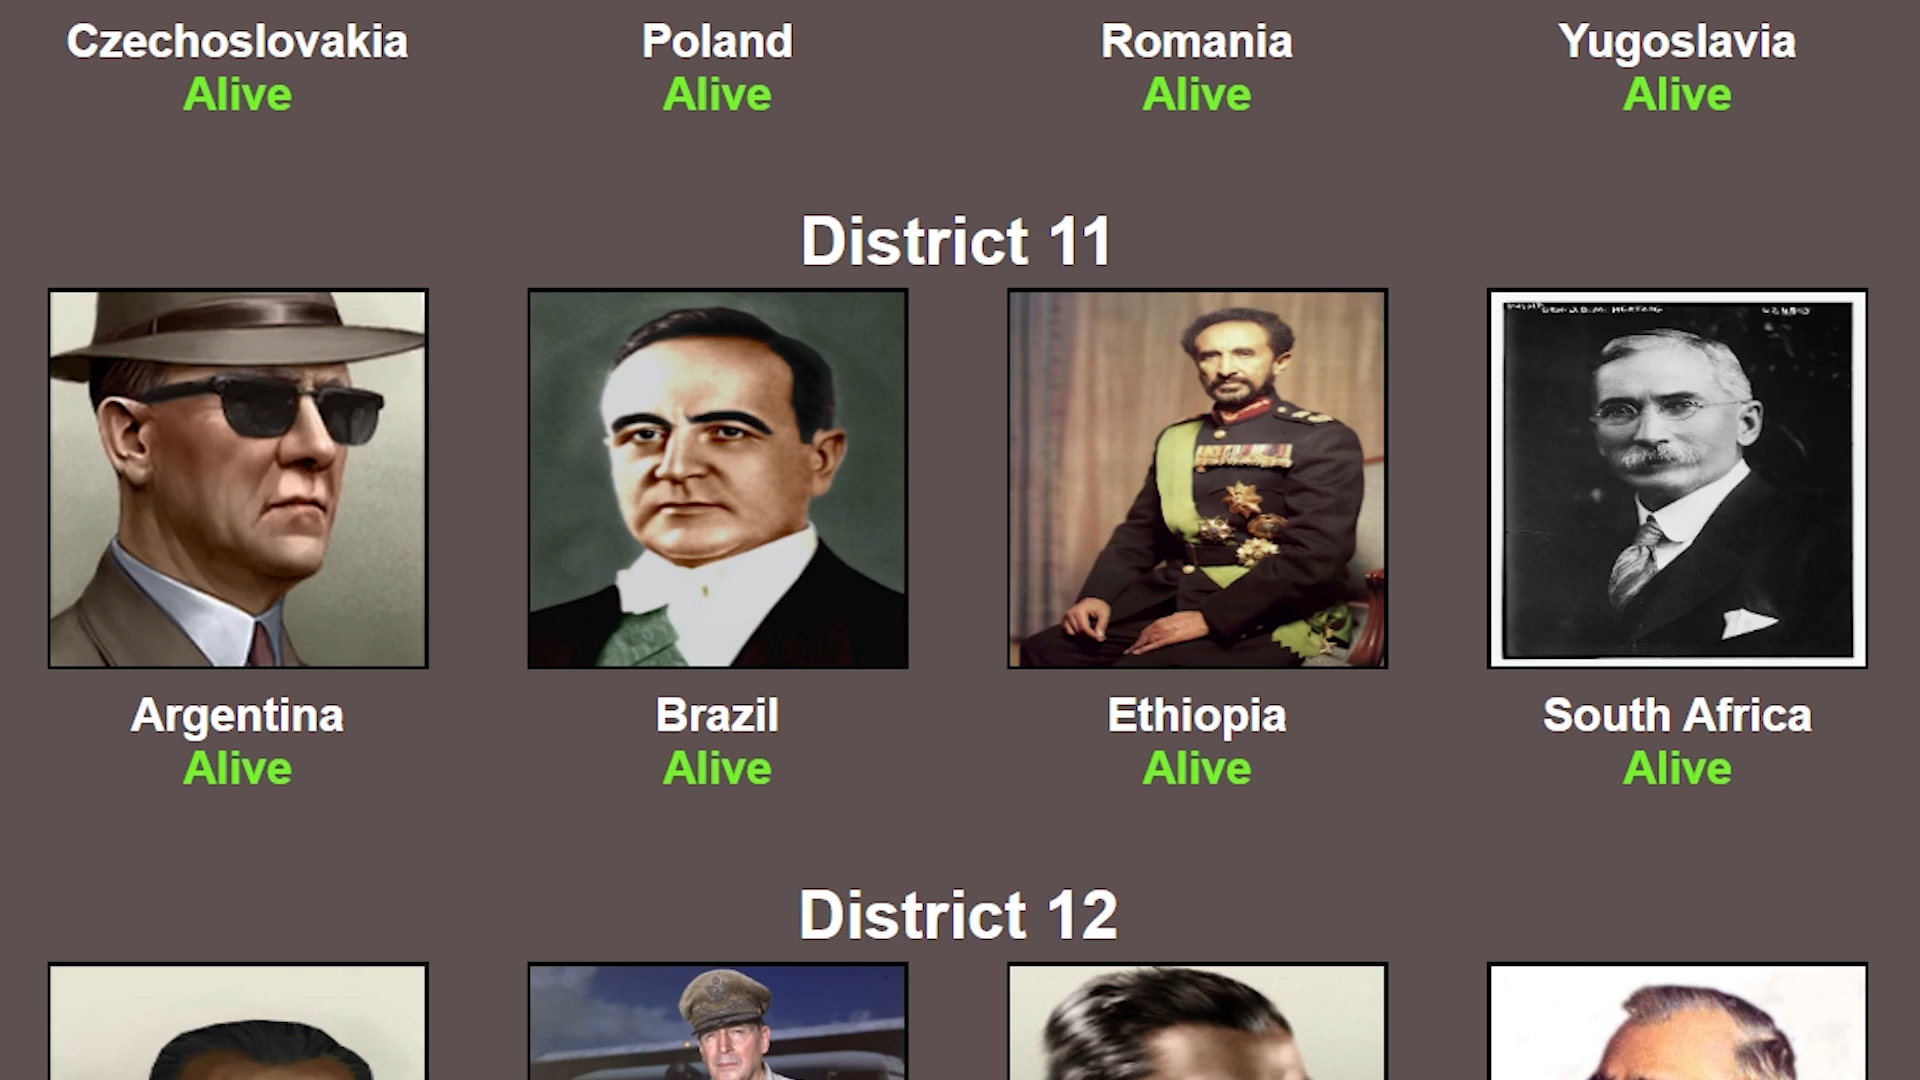 Czechoslovakia Poland Romania Yugoslavia
Alive Alive Alive Alive
District 11
Argentina Brazil Ethiopia South Africa
Alive Alive Alive Alive
District 12